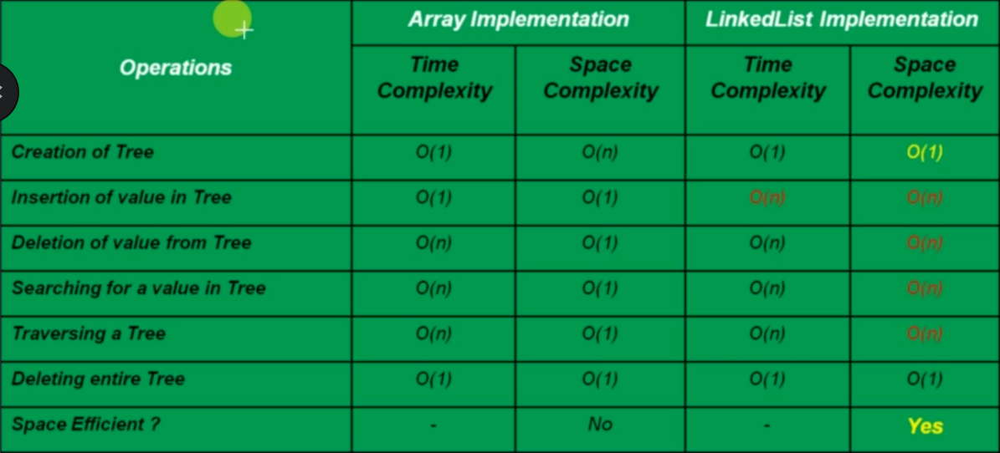 Operations
Array Implementation
LinkedList Implementation
Time Complexity
Space Complexity
Time Complexity
Space Complexity
Creation of Tree O(1) O(n) O(1) O(1)
Insertion of value in Tree O(1) O(1) O(n) O(n)
Deletion of value from Tree O(n) O(1) O(n) O(n)
Searching for a value in Tree O(n) O(1) O(n) O(n)
Traversing a Tree O(n) O(1) O(n) O(n)
Deleting entire Tree O(1) O(1) O(1) O(1)
Space Efficient ? - No - Yes